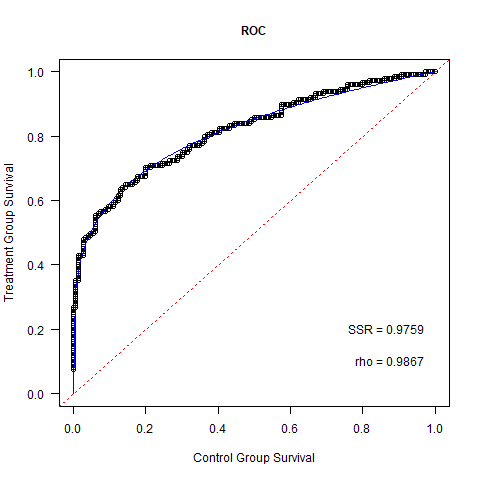 ROC
Treatment Group Survival
1.0
0.8
0.6
0.4
0.2
0.0
SSR = 0.9759
rho = 0.9867
0.0 0.2 0.4 0.6 0.8 1.0
Control Group Survival